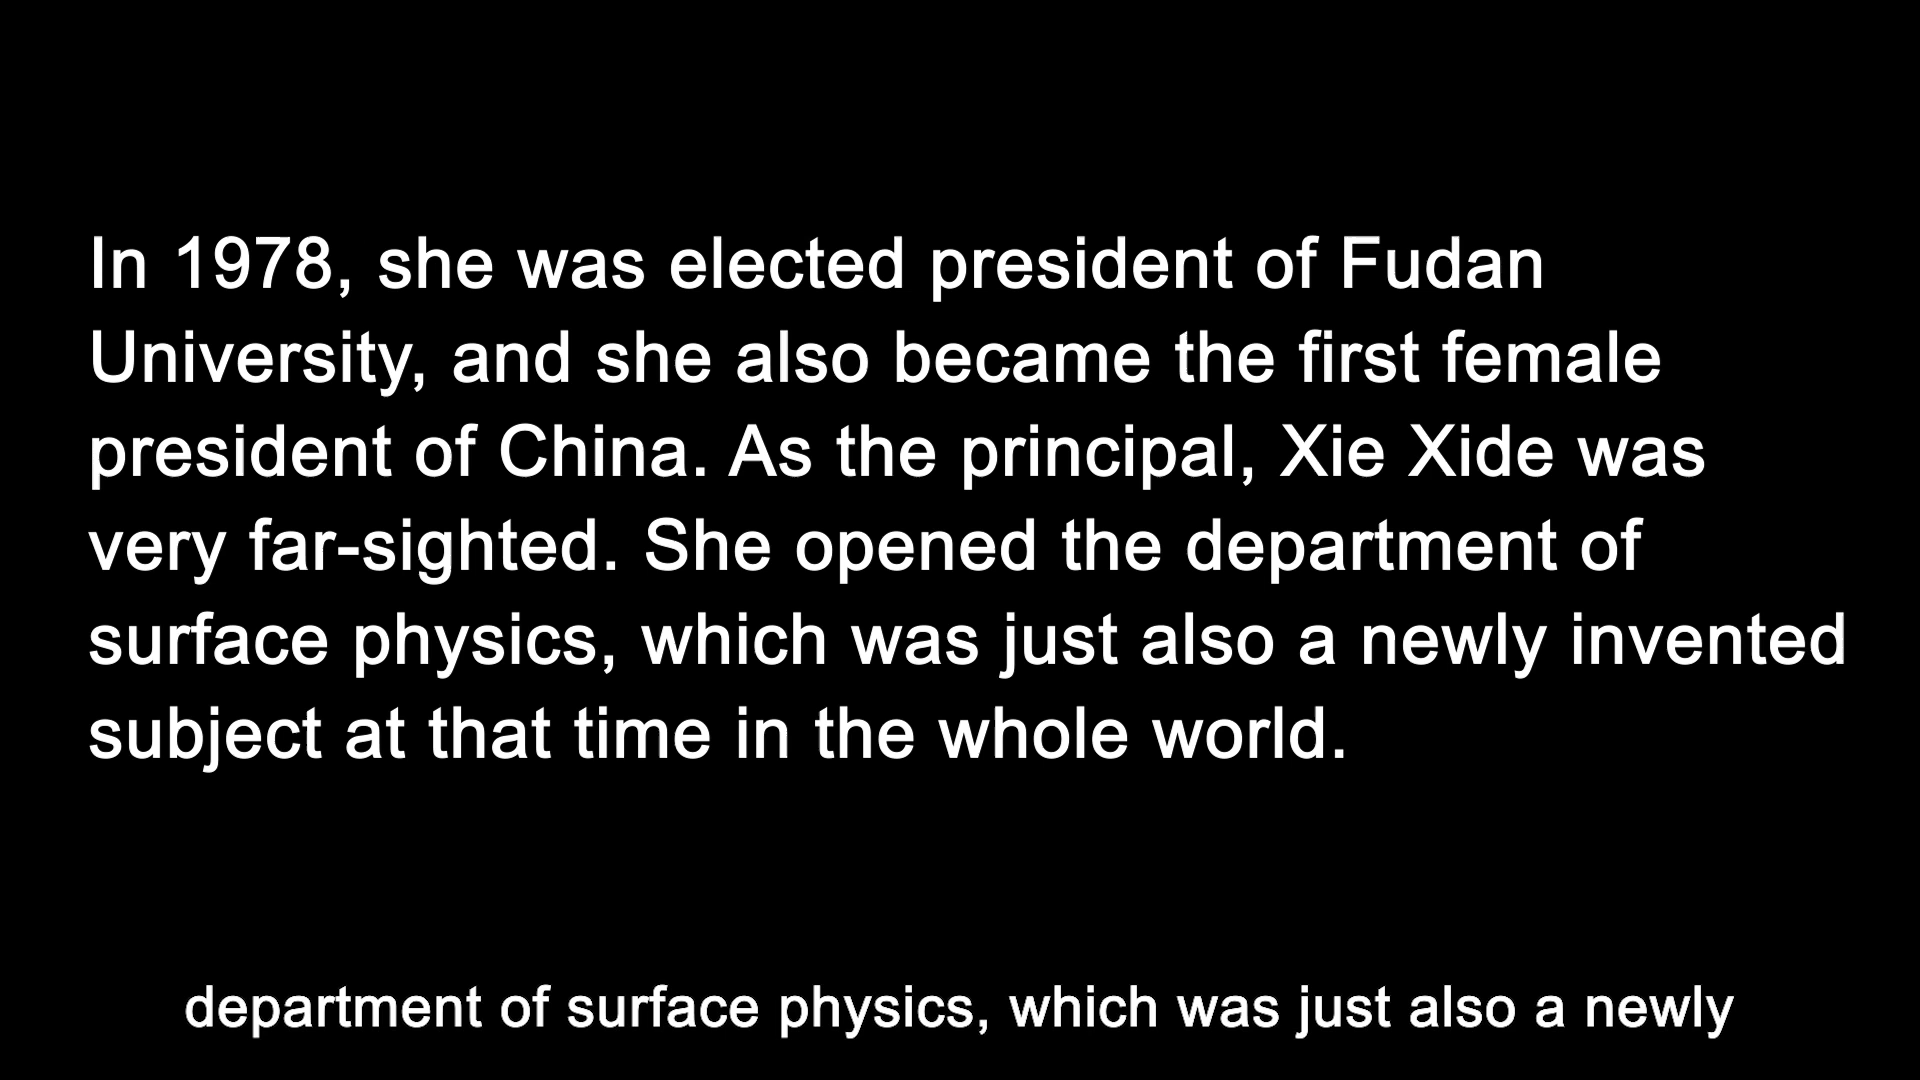 In 1978, she was elected president of Fudan
University, and she also became the first female
president of China. As the principal, Xie Xide was
very far-sighted. She opened the department of
surface physics, which was just also a newly invented
subject at that time in the whole world.
department of surface physics, which was just also a newly